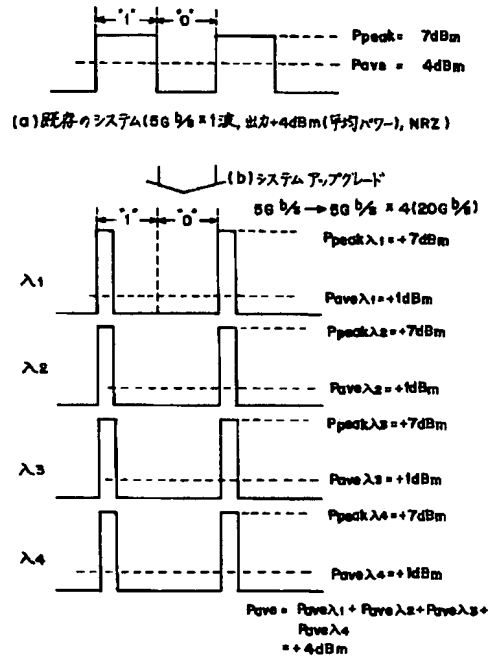 "1" "0"
Ppeak = 7dBm
Pave = 4dBm
(a)既存のシステム(5G b/s × 1波, 出力+4dBm(平均パワー), NRZ)
(b)システムアップグレード
5G b/s → 5G b/s × 4(20G b/s)
"1" "0"
Ppeakλ1=+7dBm
λ1
Paveλ1=+1dBm
Ppeakλ2=+7dBm
λ2
Paveλ2=+1dBm
Ppeakλ3=+7dBm
λ3
Paveλ3=+1dBm
Ppeakλ4=+7dBm
λ4
Paveλ4=+1dBm
Pave = Paveλ1+Paveλ2+Paveλ3+
Paveλ4
=+4dBm